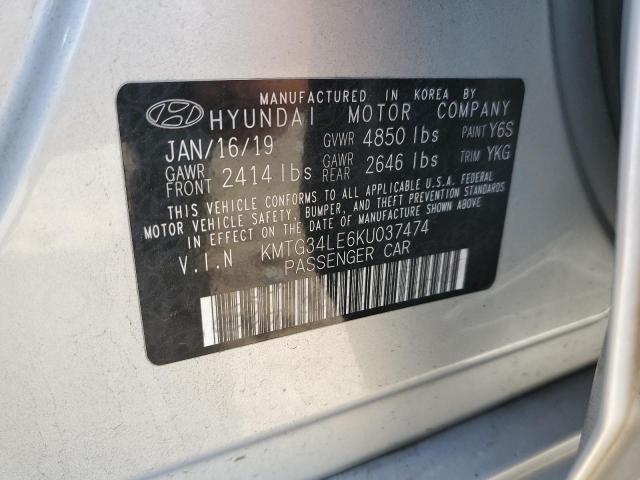 MANUFACTURED IN KOREA BY
HYUNDAI MOTOR COMPANY
JAN/16/19 GVWR 4850 lbs PAINT Y6S
GAWR FRONT 2414 lbs GAWR REAR 2646 lbs TRIM YKG
THIS VEHICLE CONFORMS TO ALL APPLICABLE U.S.A. FEDERAL
MOTOR VEHICLE SAFETY, BUMPER, AND THEFT PREVENTION STANDARDS
IN EFFECT ON THE DATE OF MANUFACTURE SHOWN ABOVE.
V.I.N KMTG34LE6KU037474
PASSENGER CAR